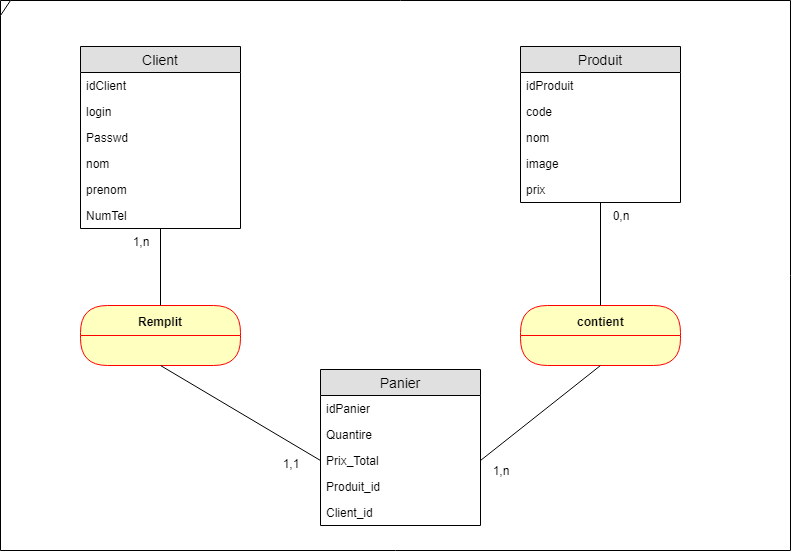 Client
idClient
login
Passwd
nom
prenom
NumTel
1,n
Remplit
Produit
idProduit
code
nom
image
prix
0,n
contient
Panier
idPanier
Quantire
Prix_Total
Produit_id
Client_id
1,1
1,n